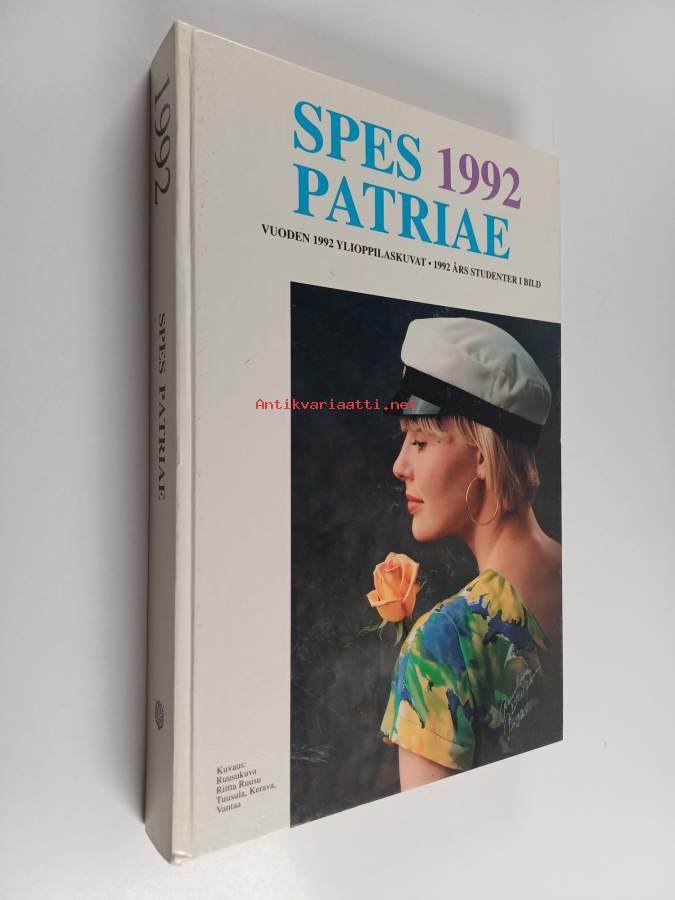 1992
SPES PATRIAE
SPES 1992
PATRIAE
VUODEN 1992 YLIOPPILASKUVAT • 1992 ÅRS STUDENTER I BILD
Antikvariaatti.net
Kuvaus:
Ruusukuva
Riitta Ruusu
Tuusula, Kerava,
Vantaa